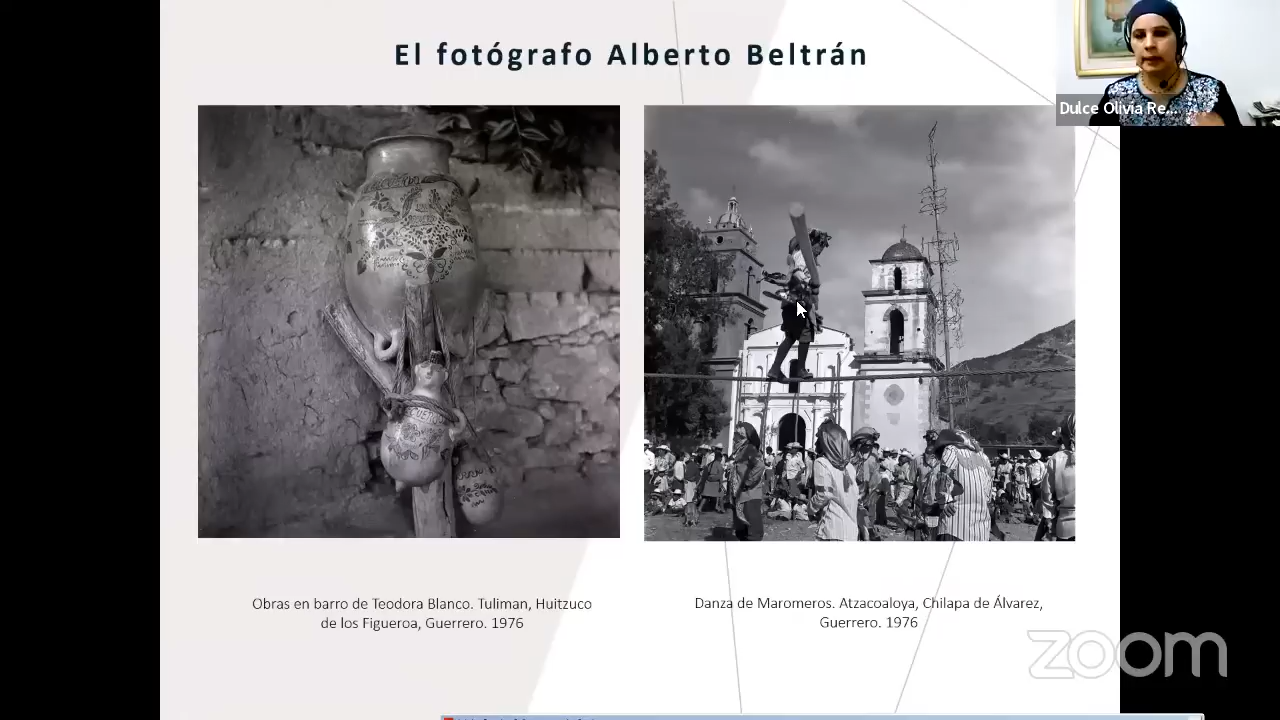 El fotógrafo Alberto Beltrán
Dulce Olivia Re...
Obras en barro de Teodora Blanco. Tuliman, Huitzuco
de los Figueroa, Guerrero. 1976
Danza de Maromeros. Atzacoaloya, Chilapa de Álvarez,
Guerrero. 1976
zoom